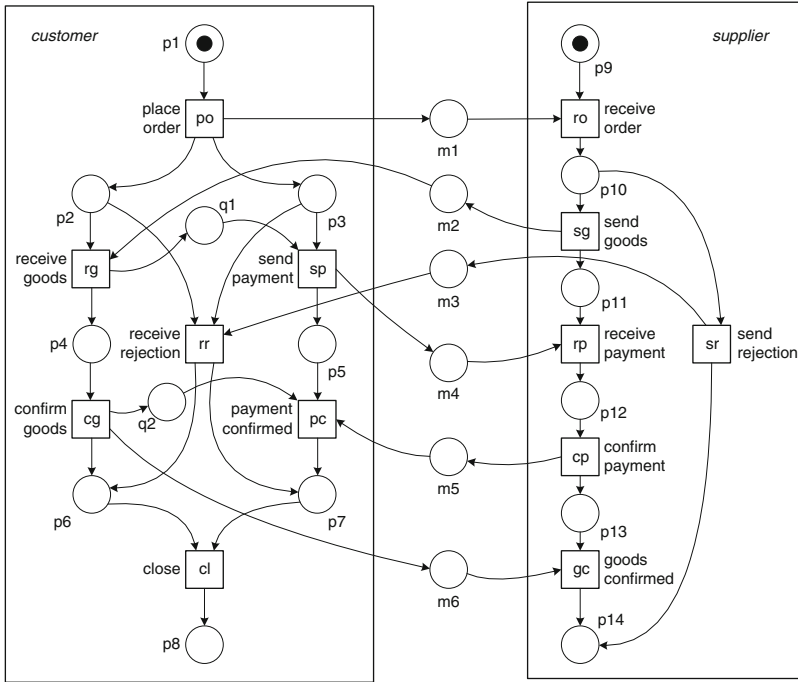 customer
supplier
p1
p9
place
order
po
m1
ro
receive
order
p2
q1
p3
m2
p10
sg
send
goods
receive
goods
rg
send
payment
sp
m3
p11
p4
receive
rejection
rr
p5
m4
rp
receive
payment
sr
send
rejection
p12
confirm
goods
cg
q2
payment
confirmed
pc
m5
cp
confirm
payment
p6
p7
p13
close
cl
m6
gc
goods
confirmed
p8
p14